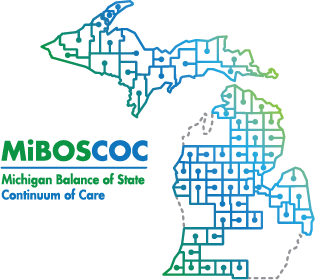 MiBOSCOC
Michigan Balance of State
Continuum of Care